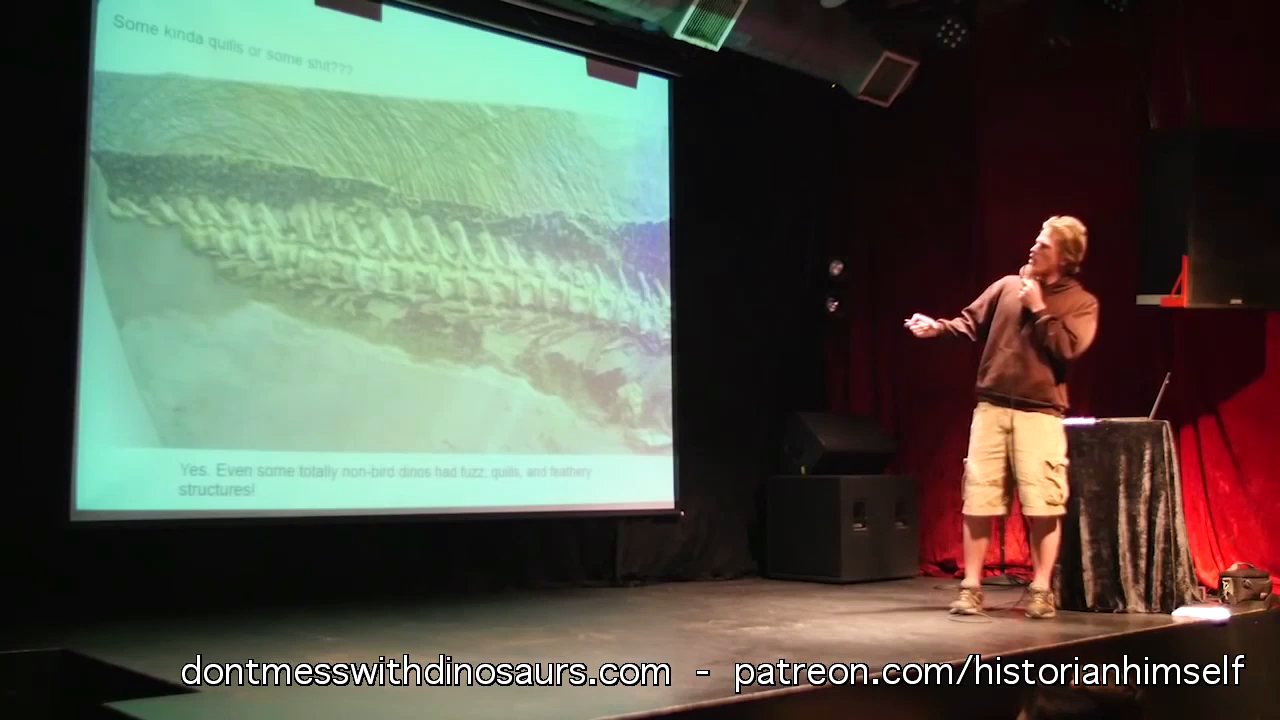 Some kinda quills or some shit???
Yes. Even some totally non-bird dinos had fuzz, quills, and feathery
structures!
dontmesswithdinosaurs.com - patreon.com/historianhimself